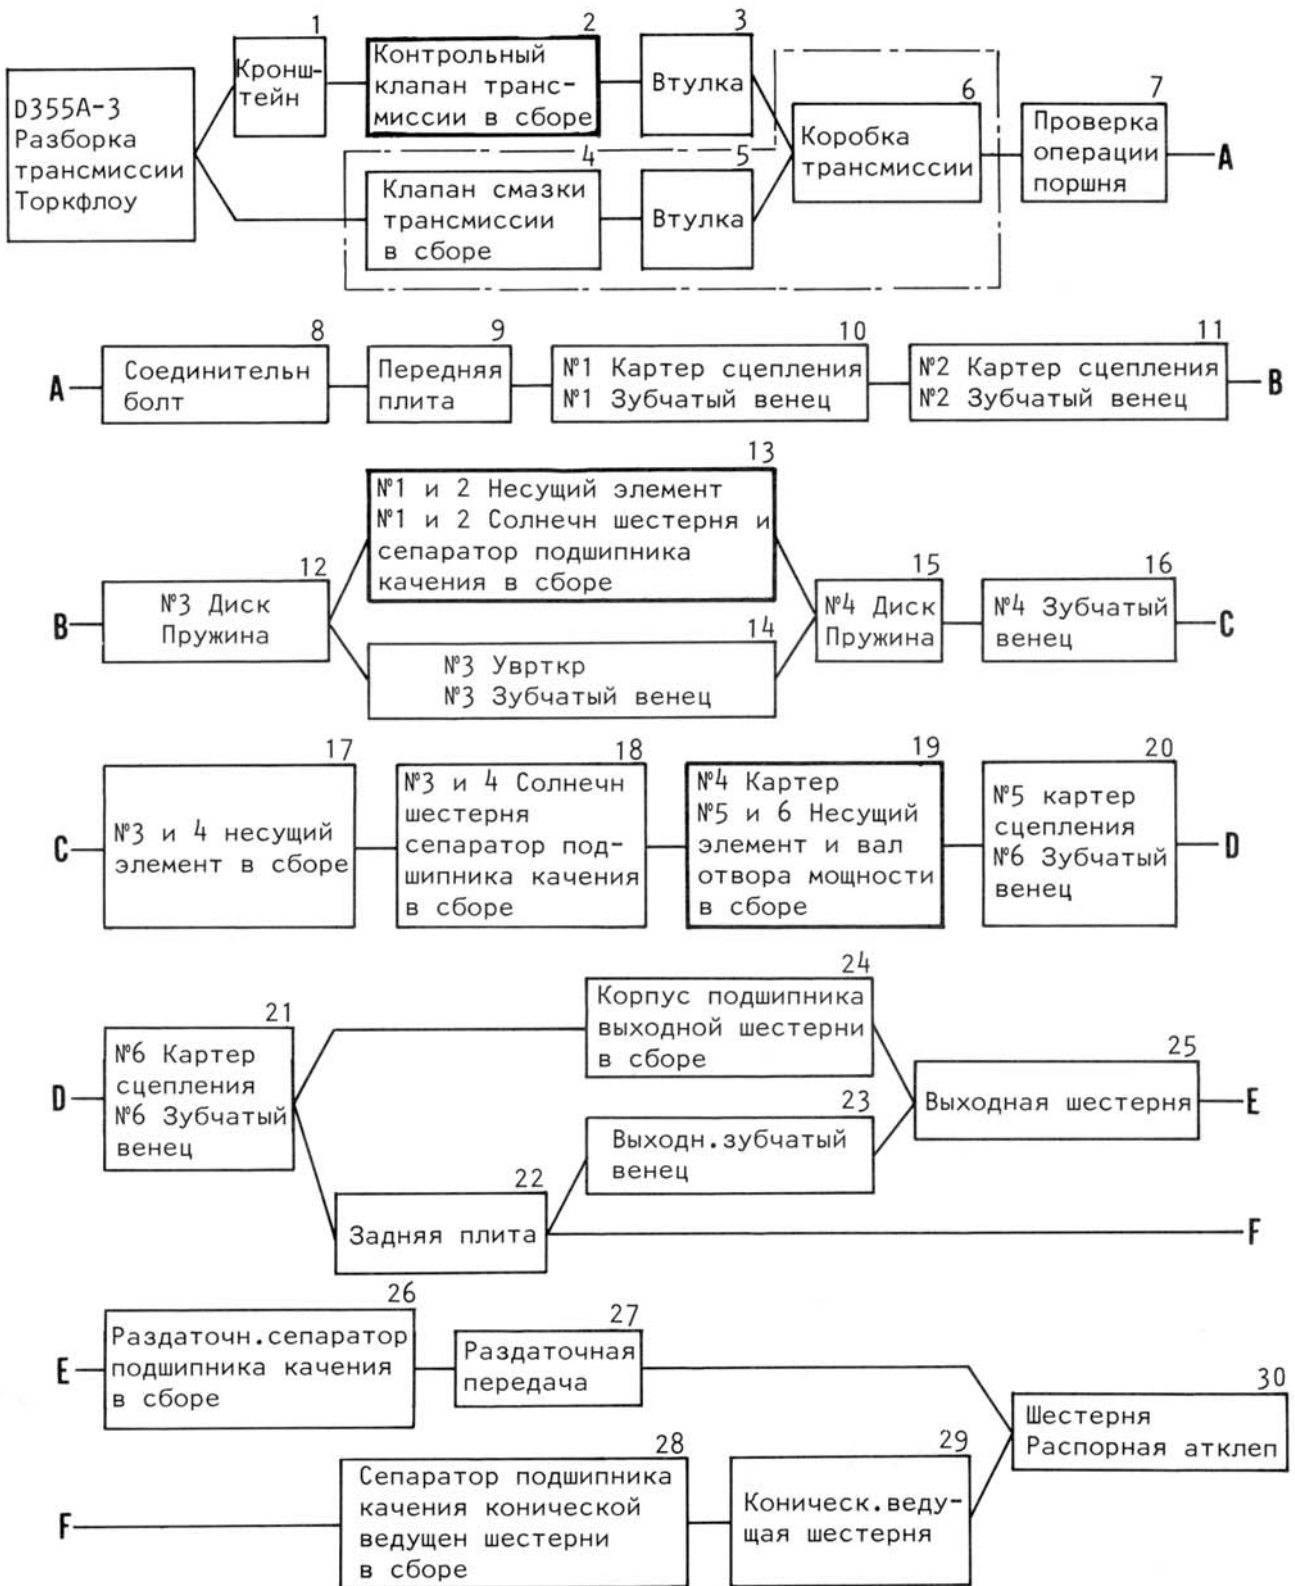 D355A-3
Разборка
трансмиссии
Торкфлоу
1
Кронш-
тейн
2
Контрольный
клапан транс-
миссии в сборе
3
Втулка
4
Клапан смазки
трансмиссии
в сборе
5
Втулка
6
Коробка
трансмиссии
7
Проверка
операции
поршня
A
A
8
Соединительн
болт
9
Передняя
плита
10
№1 Картер сцепления
№1 Зубчатый венец
11
№2 Картер сцепления
№2 Зубчатый венец
B
B
12
№3 Диск
Пружина
13
№1 и 2 Несущий элемент
№1 и 2 Солнечн шестерня и
сепаратор подшипника
качения в сборе
14
№3 Уврткр
№3 Зубчатый венец
15
№4 Диск
Пружина
16
№4 Зубчатый
венец
C
C
17
№3 и 4 несущий
элемент в сборе
18
№3 и 4 Солнечн
шестерня
сепаратор под-
шипника качения
в сборе
19
№4 Картер
№5 и 6 Несущий
элемент и вал
отвора мощности
в сборе
20
№5 картер
сцепления
№6 Зубчатый
венец
D
D
21
№6 Картер
сцепления
№6 Зубчатый
венец
24
Корпус подшипника
выходной шестерни
в сборе
23
Выходн.зубчатый
венец
22
Задняя плита
25
Выходная шестерня
E
F
E
26
Раздаточн.сепаратор
подшипника качения
в сборе
27
Раздаточная
передача
30
Шестерня
Распорная атклеп
F
28
Сепаратор подшипника
качения конической
ведущен шестерни
в сборе
29
Коническ.веду-
щая шестерня